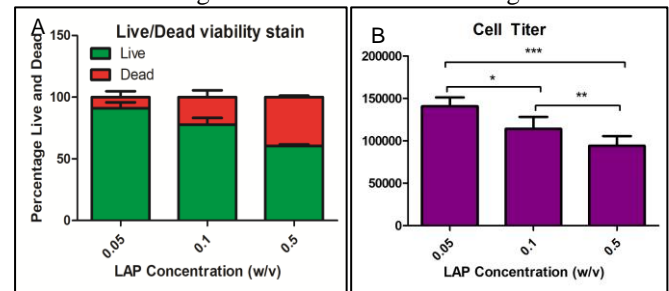 A
Live/Dead viability stain
Live
Dead
Percentage Live and Dead
150
100
50
0
0.05
0.1
0.5
LAP Concentration (w/v)
B
Cell Titer
200000
150000
100000
50000
0
***
*
**
0.05
0.1
0.5
LAP Concentration (w/v)